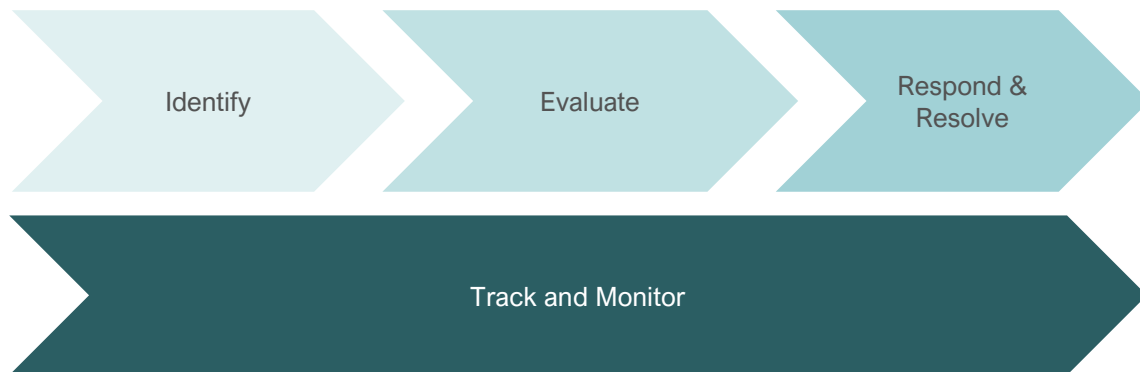 Identify
Evaluate
Respond &
Resolve
Track and Monitor